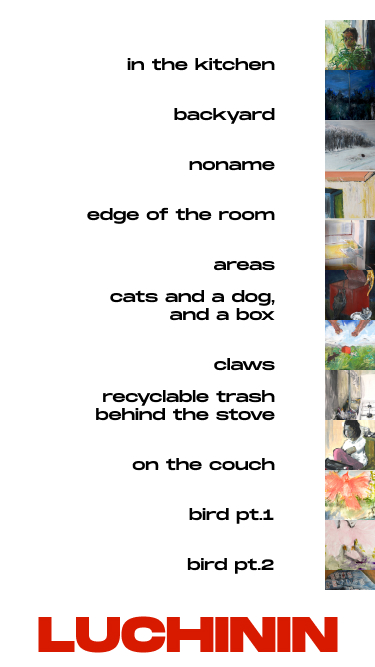 in the kitchen
backyard
noname
edge of the room
areas
cats and a dog,
and a box
claws
recyclable trash
behind the stove
on the couch
bird pt.1
bird pt.2
LUCHININ